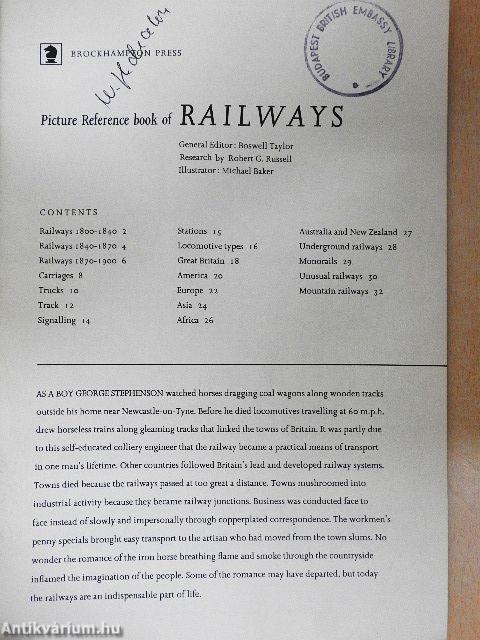 BUDAPEST BRITISH EMBASSY LIBRARY
BROCKHAMPTON PRESS
Picture Reference book of RAILWAYS
General Editor: Boswell Taylor
Research by Robert G. Russell
Illustrator: Michael Baker
CONTENTS
Railways 1800-1840 2
Railways 1840-1870 4
Railways 1870-1900 6
Carriages 8
Trucks 10
Track 12
Signalling 14
Stations 15
Locomotive types 16
Great Britain 18
America 20
Europe 22
Asia 24
Africa 26
Australia and New Zealand 27
Underground railways 28
Monorails 29
Unusual railways 30
Mountain railways 32
AS A BOY GEORGE STEPHENSON watched horses dragging coal wagons along wooden tracks
outside his home near Newcastle-on-Tyne. Before he died locomotives travelling at 60 m.p.h.
drew horseless trains along gleaming tracks that linked the towns of Britain. It was partly due
to this self-educated colliery engineer that the railway became a practical means of transport
in one man's lifetime. Other countries followed Britain's lead and developed railway systems.
Towns died because the railways passed at too great a distance. Towns mushroomed into
industrial activity because they became railway junctions. Business was conducted face to
face instead of slowly and impersonally through copperplated correspondence. The workmen's
penny specials brought easy transport to the artisan who had moved from the town slums. No
wonder the romance of the iron horse breathing flame and smoke through the countryside
inflamed the imagination of the people. Some of the romance may have departed, but today
the railways are an indispensable part of life.
Antikvárium.hu